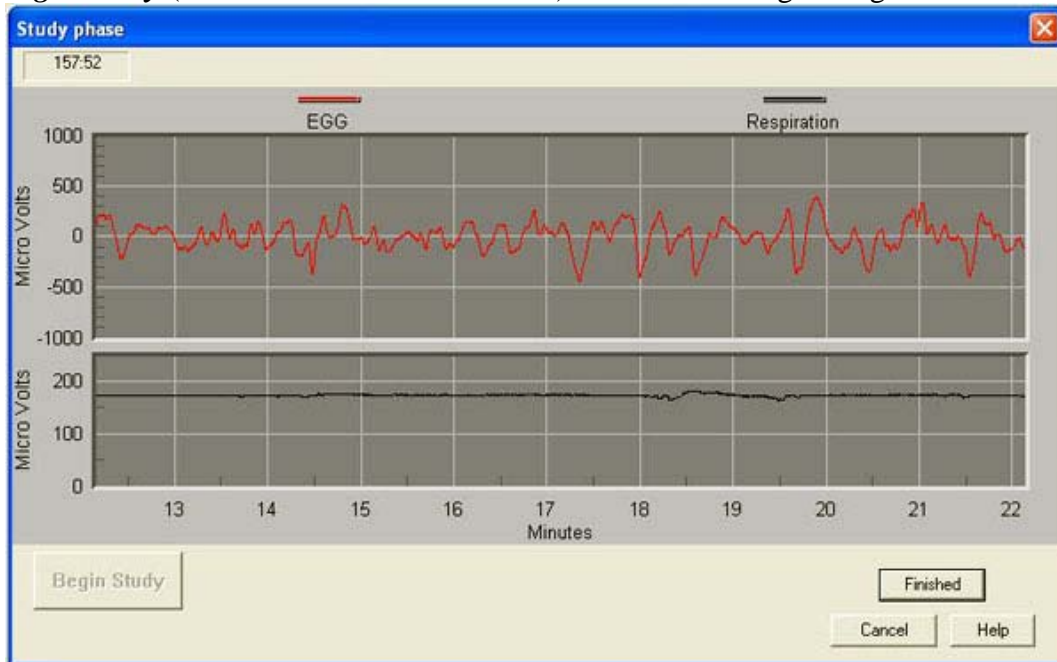 Study phase
157:52
EGG Respiration
1000
500
0
-500
-1000
Micro Volts
200
100
0
Micro Volts
13 14 15 16 17 18 19 20 21 22
Minutes
Begin Study
Finished
Cancel Help